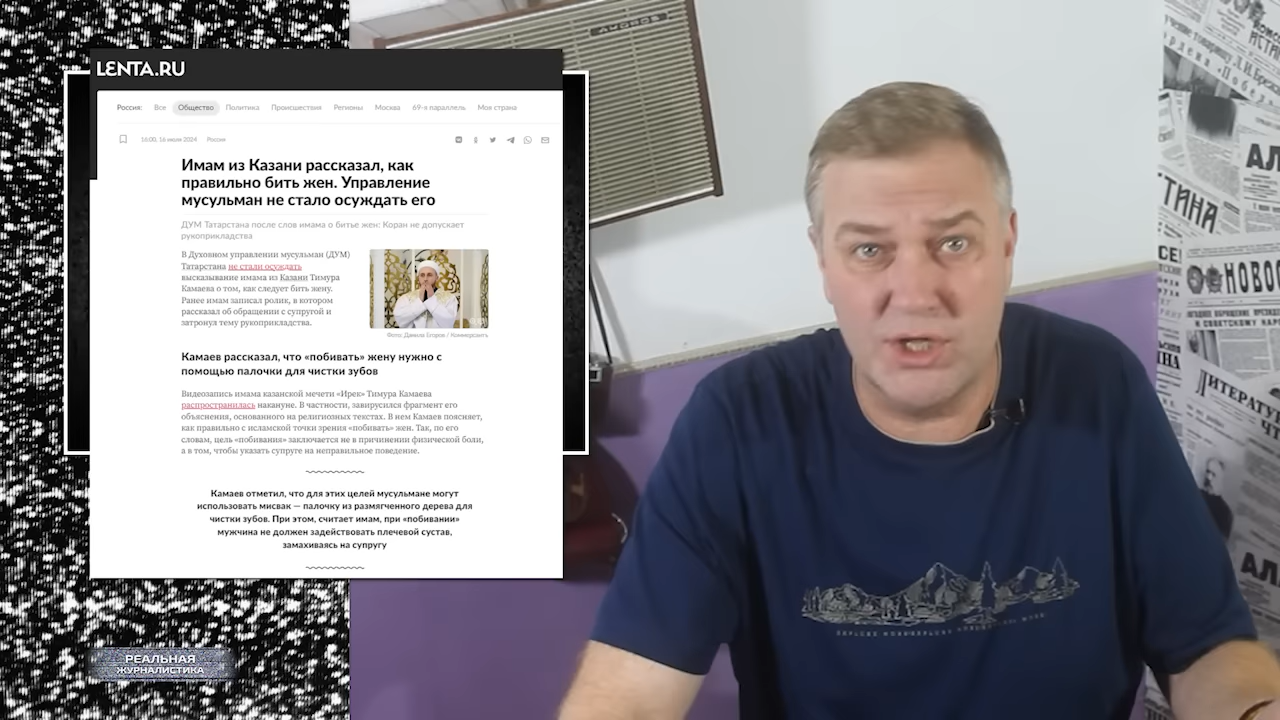 LENTA.RU
Россия: Все Общество Политика Происшествия Регионы Москва 69-я параллель Моя страна
16:00, 16 июля 2024 Россия
Имам из Казани рассказал, как
правильно бить жен. Управление
мусульман не стало осуждать его
ДУМ Татарстана после слов имама о битье жен: Коран не допускает
рукоприкладства
В Духовном управлении мусульман (ДУМ)
Татарстана не стали осуждать
высказывание имама из Казани Тимура
Камаева о том, как следует бить жену.
Ранее имам записал ролик, в котором
рассказал об обращении с супругой и
затронул тему рукоприкладства.
Фото: Данила Егоров / Коммерсантъ
Камаев рассказал, что «побивать» жену нужно с
помощью палочки для чистки зубов
Видеозапись имама казанской мечети «Ирек» Тимура Камаева
распространилась накануне. В частности, завирусился фрагмент его
объяснения, основанного на религиозных текстах. В нем Камаев поясняет,
как правильно с исламской точки зрения «побивать» жен. Так, по его
словам, цель «побивания» заключается не в причинении физической боли,
а в том, чтобы указать супруге на неправильное поведение.
Камаев отметил, что для этих целей мусульмане могут
использовать мисвак — палочку из размягченного дерева для
чистки зубов. При этом, считает имам, при «побивании»
мужчина не должен задействовать плечевой сустав,
замахиваясь на супругу
РЕАЛЬНАЯ
ЖУРНАЛИСТИКА
АЛ
ТИНА
НОВОС
ЛИТЕРАТУР